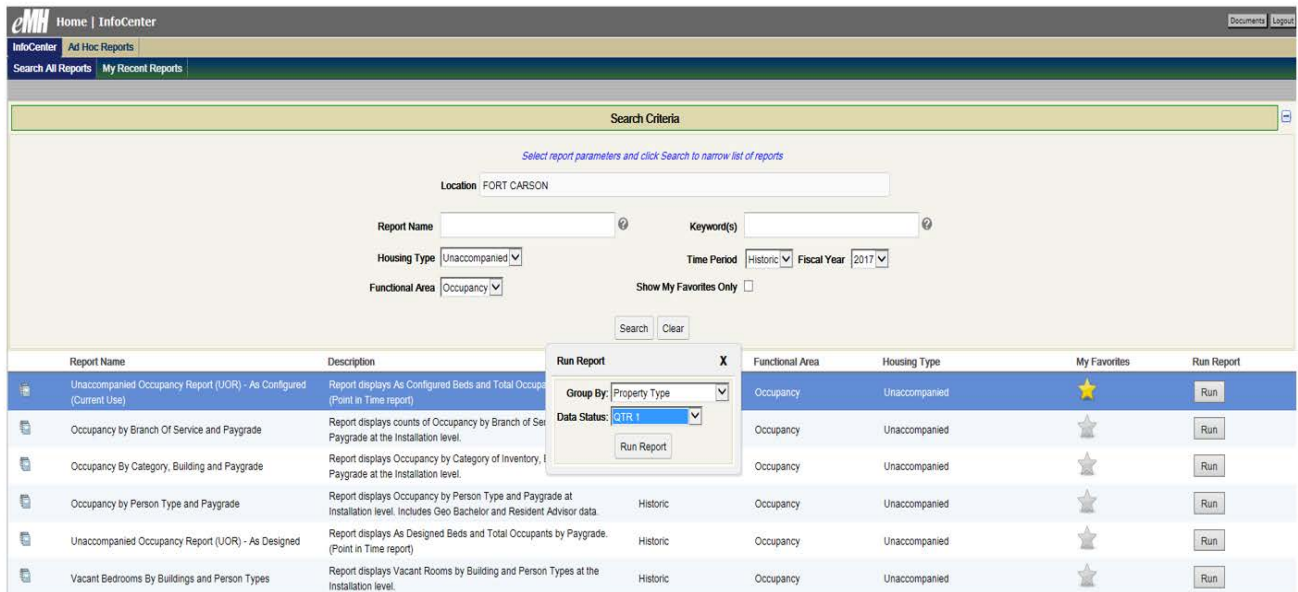 eMH Home | InfoCenter Documents Logout
InfoCenter Ad Hoc Reports
Search All Reports My Recent Reports
Search Criteria
Select report parameters and click Search to narrow list of reports
Location FORT CARSON
Report Name Keyword(s)
Housing Type Unaccompanied Time Period Historic Fiscal Year 2017
Functional Area Occupancy Show My Favorites Only
Search Clear
Report Name Description Functional Area Housing Type My Favorites Run Report
Run Report X
Group By: Property Type
Data Status: QTR 1
Run Report
Unaccompanied Occupancy Report (UOR) - As Configured
(Current Use)
Report displays As Configured Beds and Total Occupa
(Point in Time report)
Occupancy Unaccompanied Run
Occupancy by Branch Of Service and Paygrade
Report displays counts of Occupancy by Branch of Ser
Paygrade at the Installation level.
Occupancy Unaccompanied Run
Occupancy By Category, Building and Paygrade
Report displays Occupancy by Category of Inventory,
Paygrade at the Installation level.
Occupancy Unaccompanied Run
Occupancy by Person Type and Paygrade
Report displays Occupancy by Person Type and Paygrade at
Installation level. Includes Geo Bachelor and Resident Advisor data.
Historic Occupancy Unaccompanied Run
Unaccompanied Occupancy Report (UOR) - As Designed
Report displays As Designed Beds and Total Occupants by Paygrade.
(Point in Time report)
Historic Occupancy Unaccompanied Run
Vacant Bedrooms By Buildings and Person Types
Report displays Vacant Rooms by Building and Person Types at the
Installation level.
Historic Occupancy Unaccompanied Run